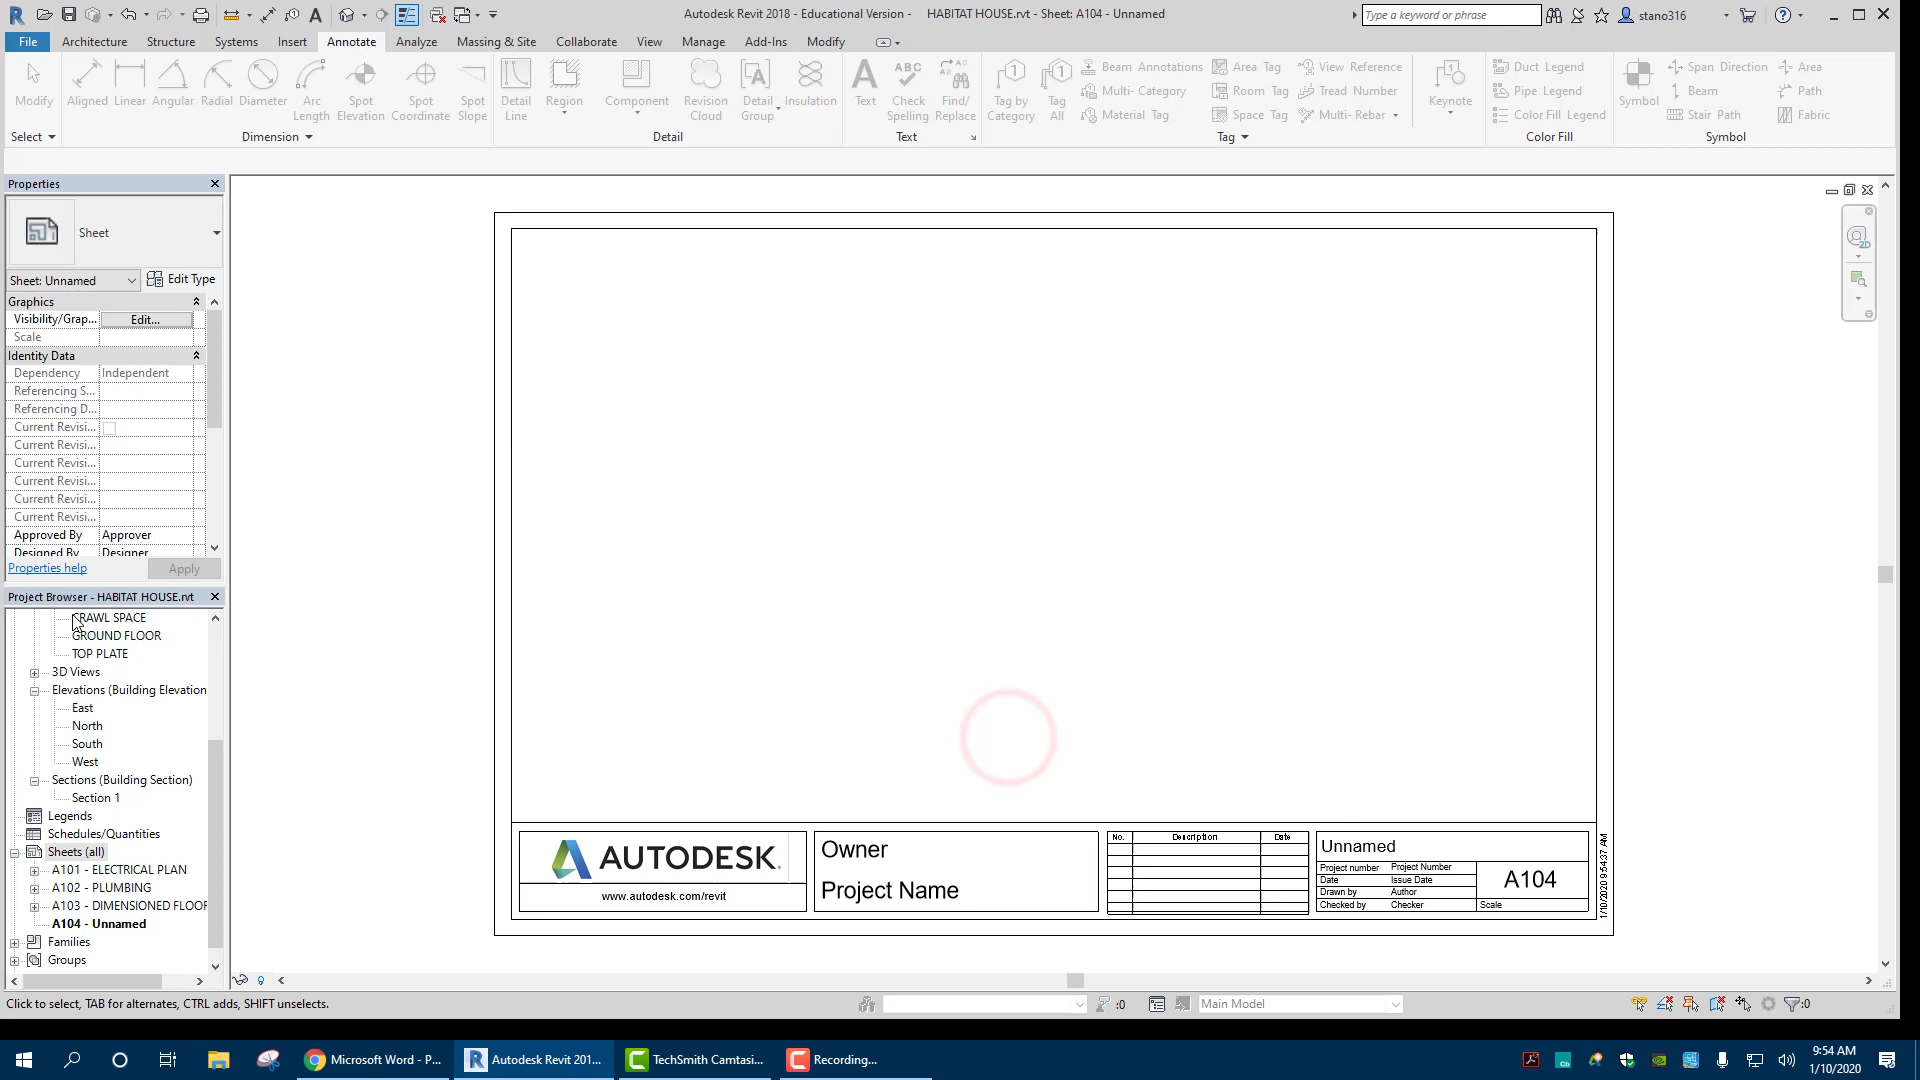 Autodesk Revit 2018 - Educational Version - HABITAT HOUSE.rvt - Sheet: A104 - Unnamed
Type a keyword or phrase
stano316
File Architecture Structure Systems Insert Annotate Analyze Massing & Site Collaborate View Manage Add-Ins Modify
Modify
Aligned Linear Angular Radial Diameter Arc Length Spot Elevation Spot Coordinate Spot Slope
Detail Line Region Component Revision Cloud Detail Group Insulation
Text Check Spelling Find/ Replace
Tag by Category Tag All
Beam Annotations Area Tag View Reference
Multi- Category Room Tag Tread Number
Material Tag Space Tag Multi- Rebar
Keynote
Duct Legend
Pipe Legend
Color Fill Legend
Symbol
Span Direction Area
Beam Path
Stair Path Fabric
Select Dimension Detail Text Tag Color Fill Symbol
Properties
Sheet
Sheet: Unnamed Edit Type
Graphics
Visibility/Grap... Edit...
Scale
Identity Data
Dependency Independent
Referencing S...
Referencing D...
Current Revisi...
Current Revisi...
Current Revisi...
Current Revisi...
Current Revisi...
Current Revisi...
Approved By Approver
Designed By Designer
Properties help Apply
Project Browser - HABITAT HOUSE.rvt
CRAWL SPACE
GROUND FLOOR
TOP PLATE
3D Views
Elevations (Building Elevation
East
North
South
West
Sections (Building Section)
Section 1
Legends
Schedules/Quantities
Sheets (all)
A101 - ELECTRICAL PLAN
A102 - PLUMBING
A103 - DIMENSIONED FLOOR
A104 - Unnamed
Families
Groups
AUTODESK.
www.autodesk.com/revit
Owner
Project Name
No. Description Date
Unnamed
Project number Project Number
Date Issue Date
Drawn by Author
Checked by Checker
A104
Scale
1/10/2020 9:54:37 AM
2D
Click to select, TAB for alternates, CTRL adds, SHIFT unselects.
:0
Main Model
:0
Microsoft Word - P...
Autodesk Revit 201...
TechSmith Camtasi...
Recording...
9:54 AM
1/10/2020